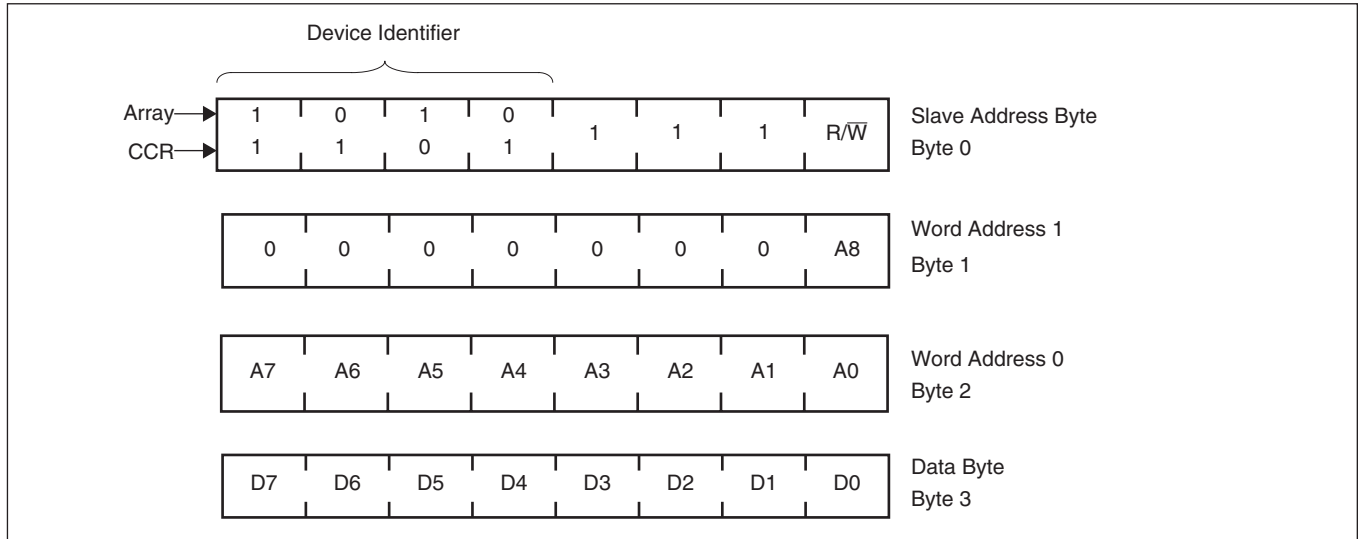 Device Identifier
Array 1 0 1 0 1 1 1 R/W̅ Slave Address Byte
CCR 1 1 0 1 Byte 0
0 0 0 0 0 0 0 A8 Word Address 1
Byte 1
A7 A6 A5 A4 A3 A2 A1 A0 Word Address 0
Byte 2
D7 D6 D5 D4 D3 D2 D1 D0 Data Byte
Byte 3